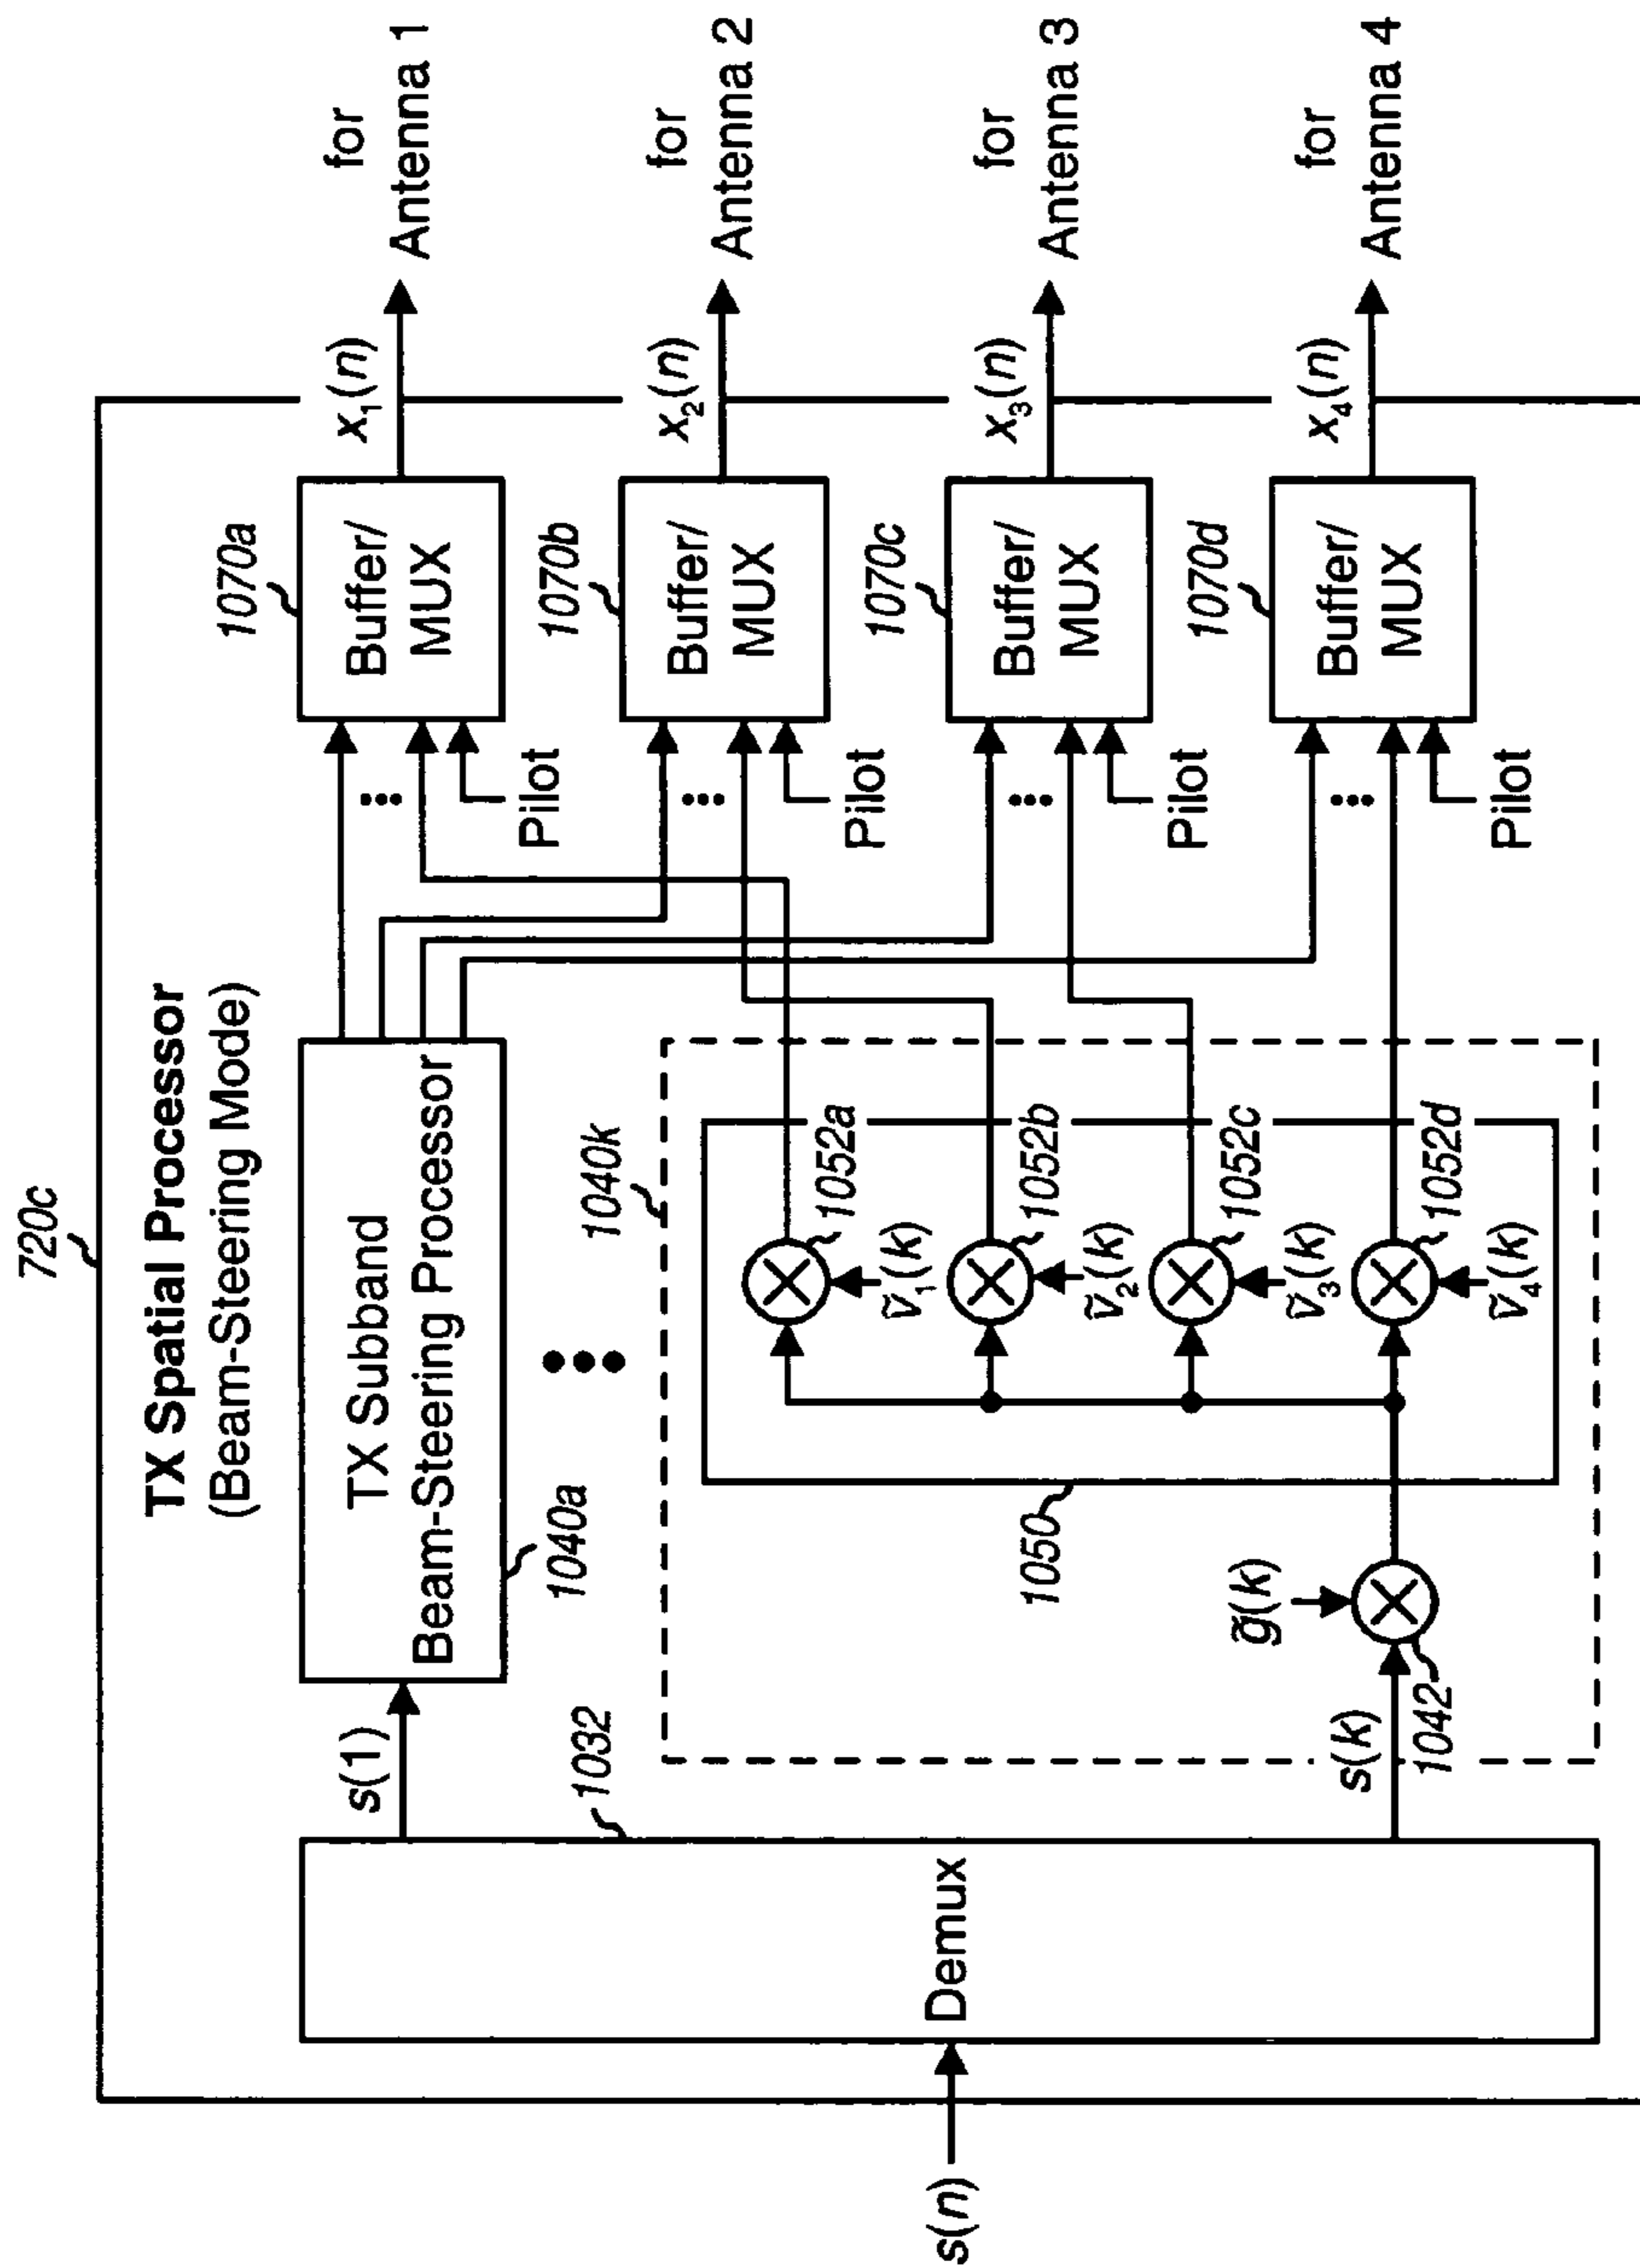 720c
TX Spatial Processor
(Beam-Steering Mode)
s(n)
Demux
1032
s(1)
TX Subband
Beam-Steering Processor
1040a
1040k
s(k)
1042
g̃(k)
1050
1052a
ṽ₁(k)
1052b
ṽ₂(k)
1052c
ṽ₃(k)
1052d
ṽ₄(k)
1070a
Buffer/
MUX
Pilot
x₁(n)
for
Antenna 1
1070b
Buffer/
MUX
Pilot
x₂(n)
for
Antenna 2
1070c
Buffer/
MUX
Pilot
x₃(n)
for
Antenna 3
1070d
Buffer/
MUX
Pilot
x₄(n)
for
Antenna 4